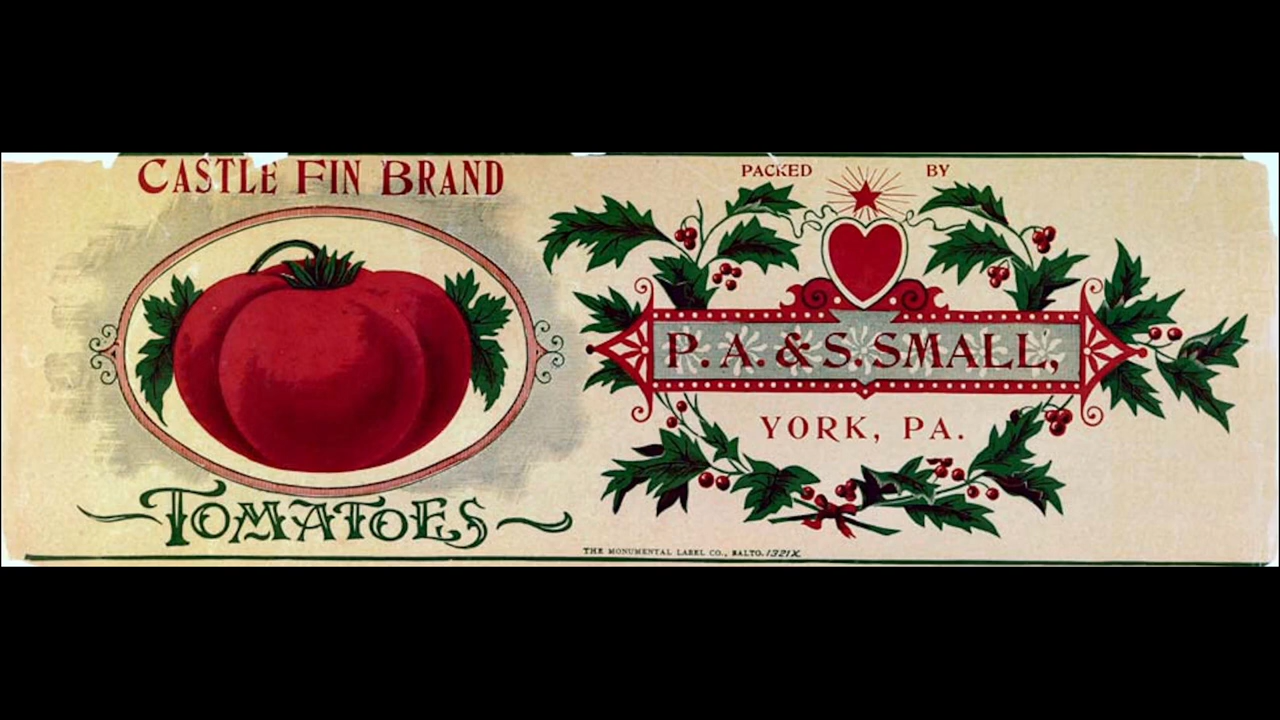 CASTLE FIN BRAND
TOMATOES
PACKED BY
P. A. & S. SMALL,
YORK, PA.
THE MONUMENTAL LABEL CO., BALTO. 1321X